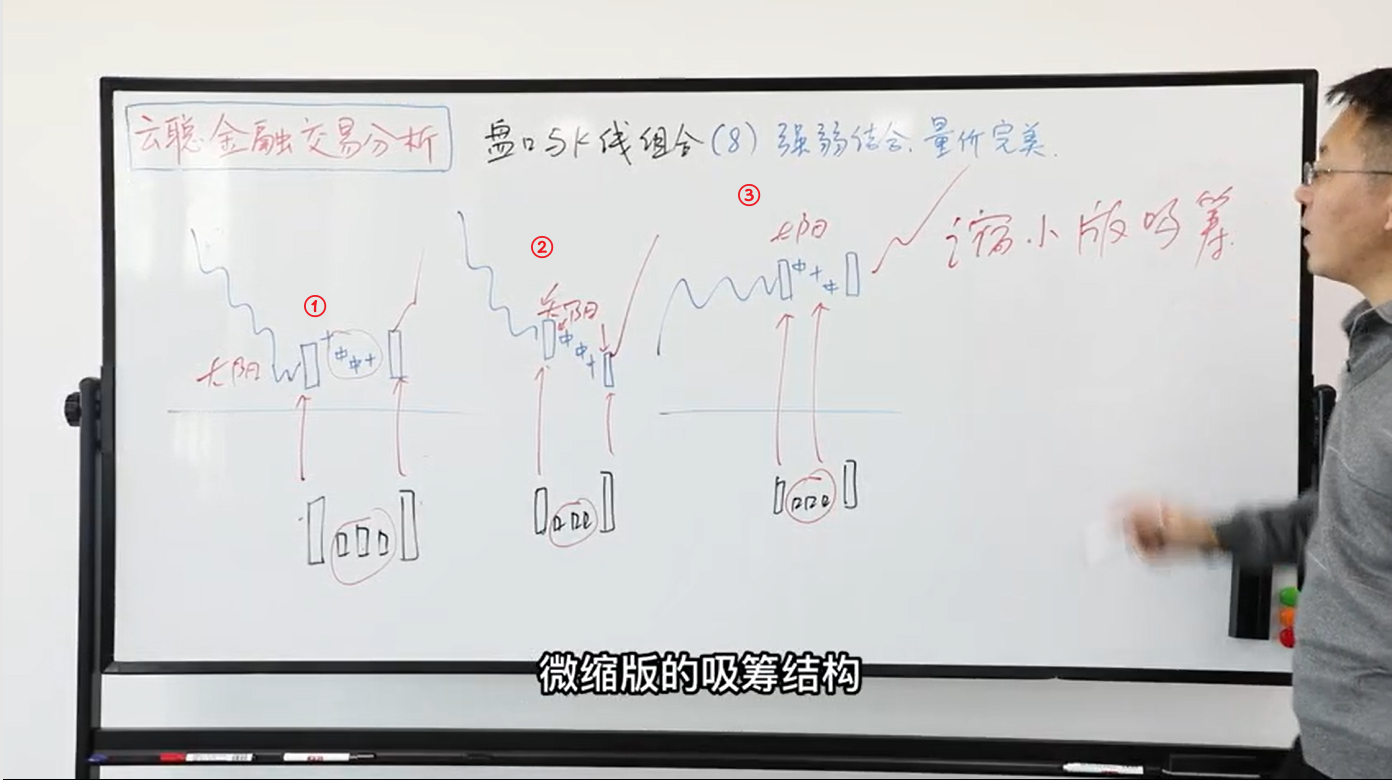 云聪金融交易分析
盘口与K线组合(8) 强弱结合、量价完美.
①
大阳
②
大阳
③
大阳
缩小版吸筹.
微缩版的吸筹结构